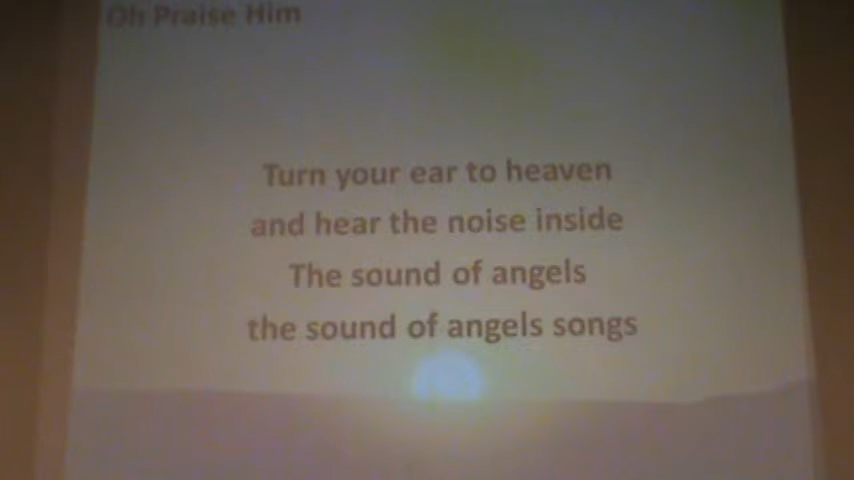 Oh Praise Him
Turn your ear to heaven
and hear the noise inside
The sound of angels
the sound of angels songs